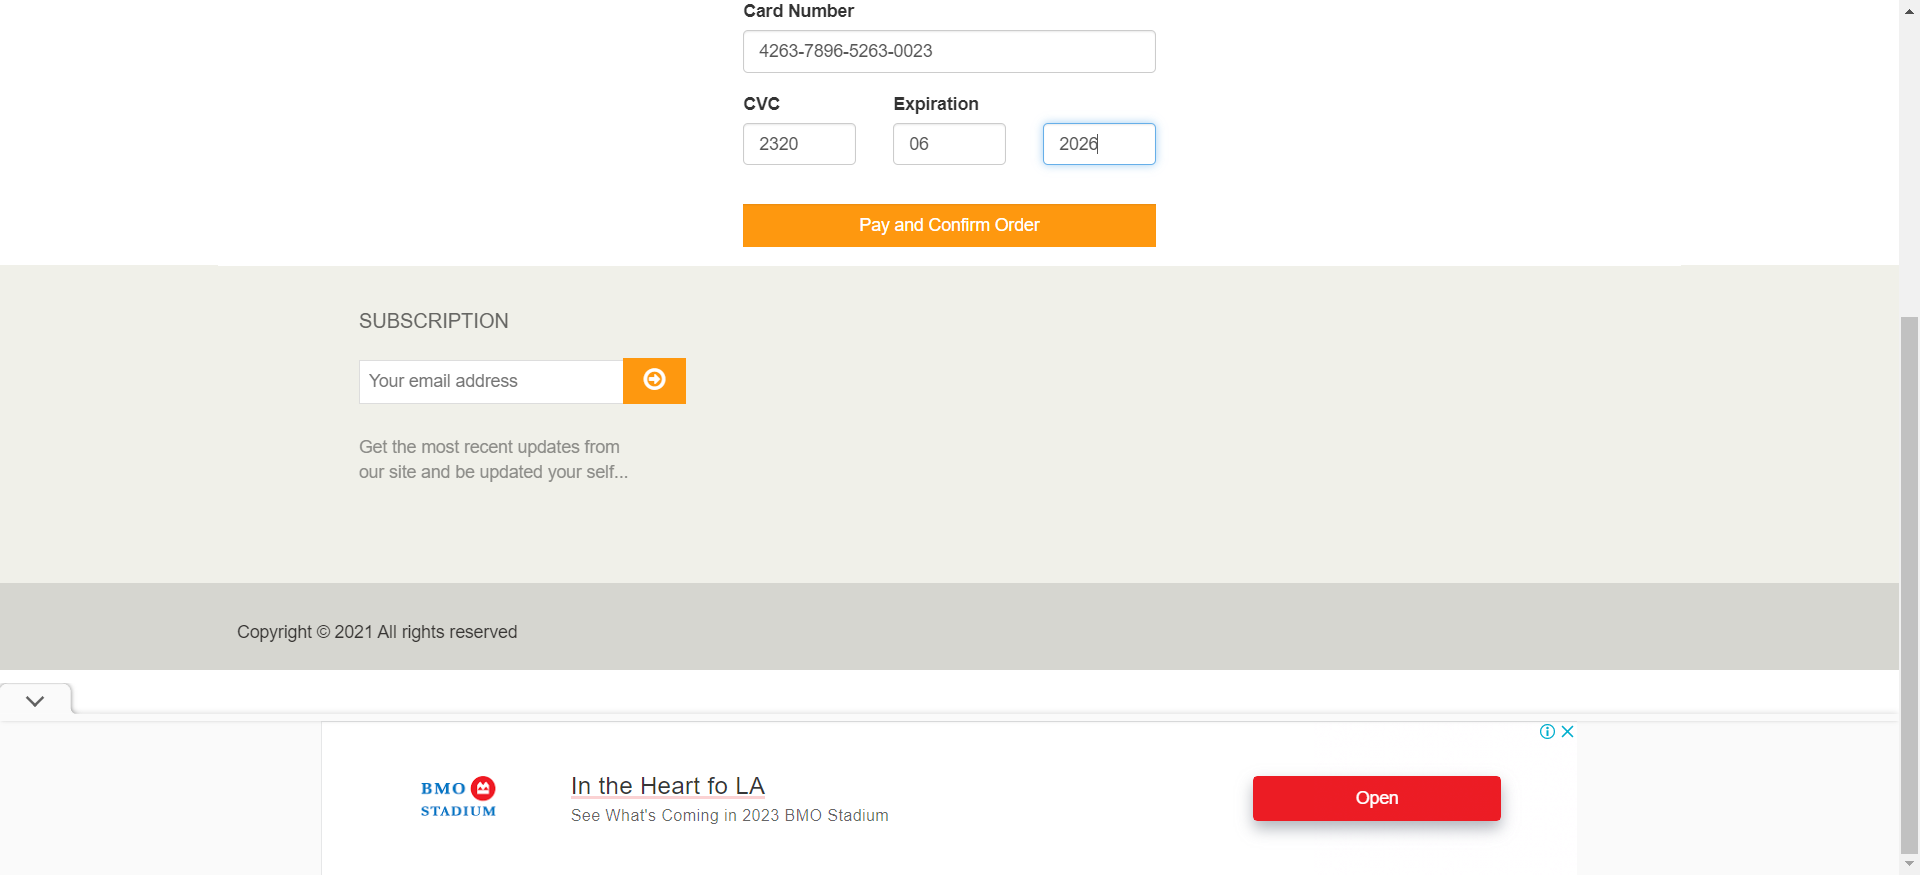 Card Number
4263-7896-5263-0023
CVC Expiration
2320 06 2026
Pay and Confirm Order
SUBSCRIPTION
Your email address
Get the most recent updates from
our site and be updated your self...
Copyright © 2021 All rights reserved
BMO
STADIUM
In the Heart fo LA
See What's Coming in 2023 BMO Stadium
Open